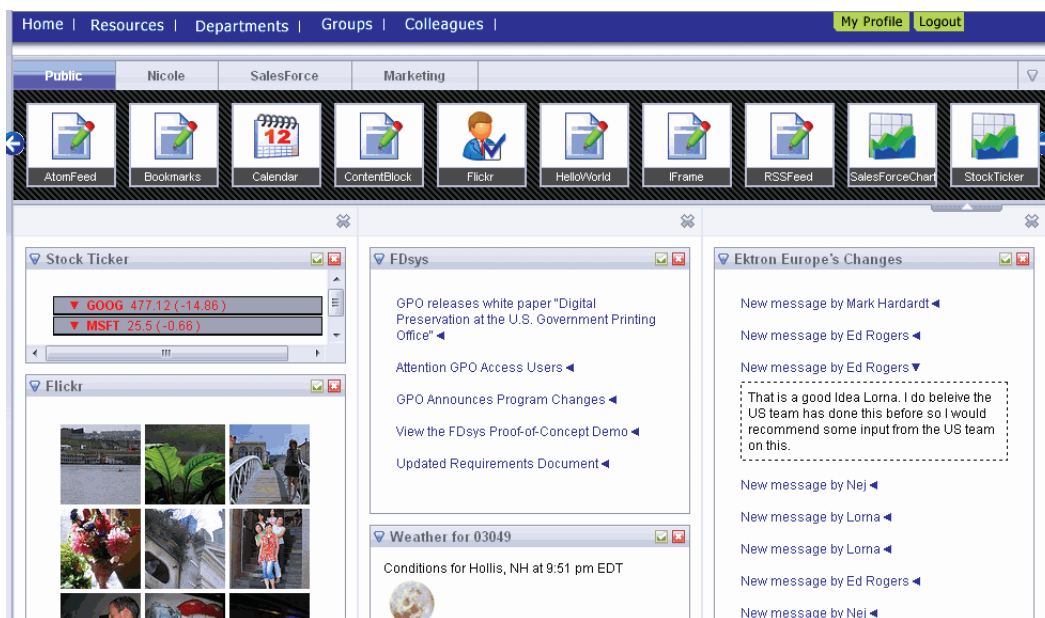 Home | Resources | Departments | Groups | Colleagues |
My Profile Logout
Public Nicole SalesForce Marketing
12
AtomFeed Bookmarks Calendar ContentBlock Flickr HelloWorld IFrame RSSFeed SalesForceChart StockTicker
Stock Ticker
▼ GOOG 477.12 (-14.86)
▼ MSFT 25.5 (-0.66)
Flickr
FDsys
GPO releases white paper "Digital
Preservation at the U.S. Government Printing
Office"
Attention GPO Access Users
GPO Announces Program Changes
View the FDsys Proof-of-Concept Demo
Updated Requirements Document
Weather for 03049
Conditions for Hollis, NH at 9:51 pm EDT
Ektron Europe's Changes
New message by Mark Hardardt
New message by Ed Rogers
New message by Ed Rogers
That is a good Idea Lorna. I do beleive the
US team has done this before so I would
recommend some input from the US team
on this.
New message by Nej
New message by Lorna
New message by Lorna
New message by Ed Rogers
New message by Nej